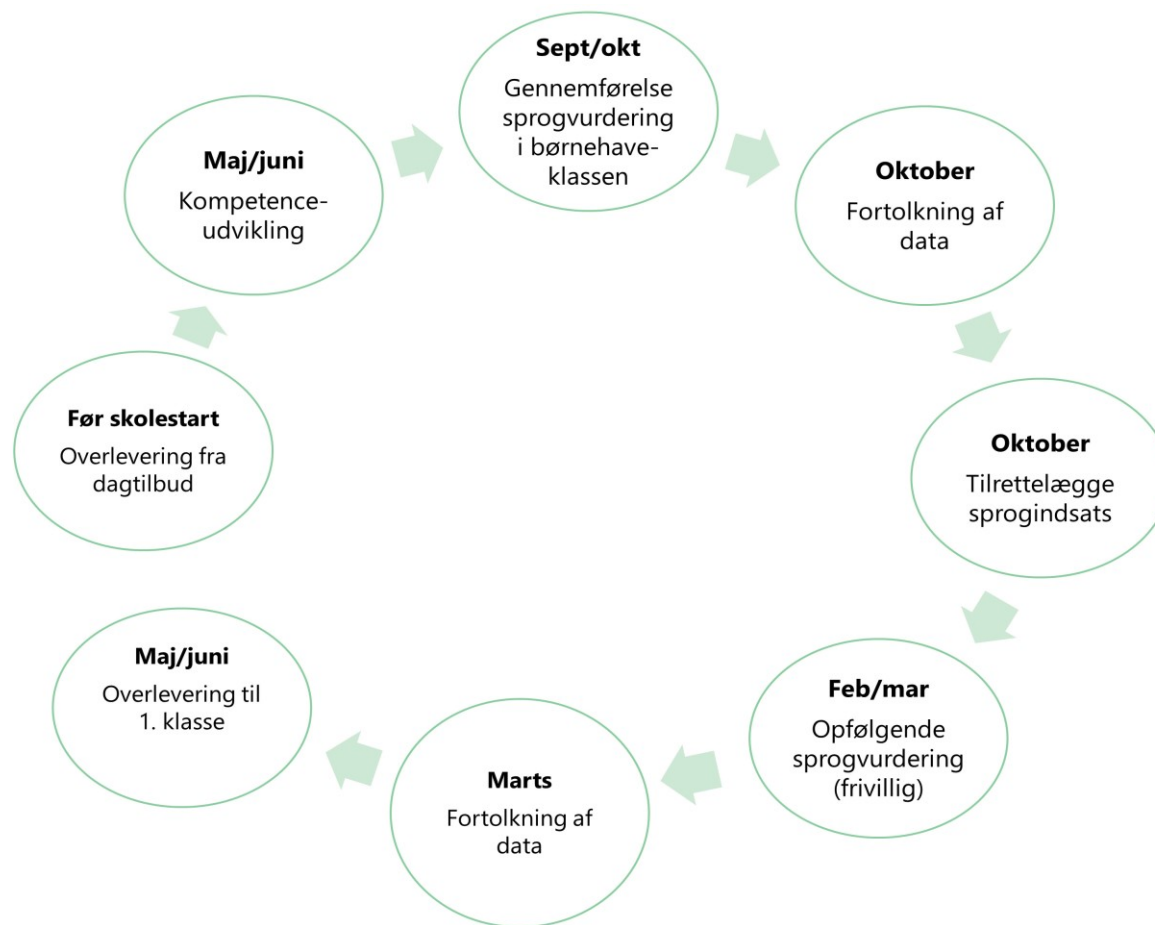 Sept/okt
Gennemførelse
sprogvurdering
i børnehave-
klassen
Oktober
Fortolkning af
data
Oktober
Tilrettelægge
sprogindsats
Feb/mar
Opfølgende
sprogvurdering
(frivillig)
Marts
Fortolkning af
data
Maj/juni
Overlevering til
1. klasse
Før skolestart
Overlevering fra
dagtilbud
Maj/juni
Kompetence-
udvikling